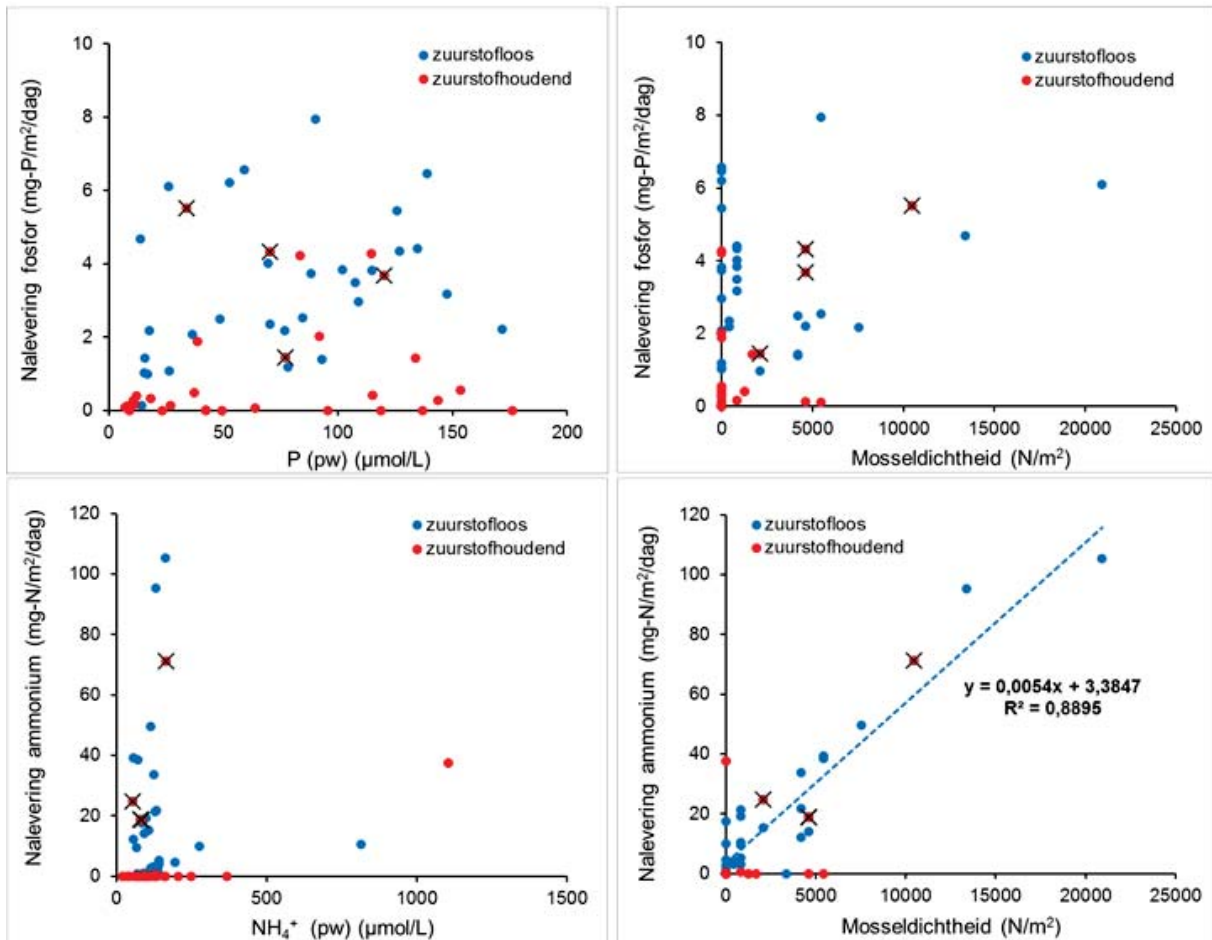 Nalevering fosfor (mg-P/m²/dag)
10
8
6
4
2
0
zuurstofloos
zuurstofhoudend
0 50 100 150 200
P (pw) (µmol/L)
Nalevering fosfor (mg-P/m²/dag)
10
8
6
4
2
0
zuurstofloos
zuurstofhoudend
0 5000 10000 15000 20000 25000
Mosseldichtheid (N/m²)
Nalevering ammonium (mg-N/m²/dag)
120
100
80
60
40
20
0
zuurstofloos
zuurstofhoudend
0 500 1000 1500
NH₄⁺ (pw) (µmol/L)
Nalevering ammonium (mg-N/m²/dag)
120
100
80
60
40
20
0
zuurstofloos
zuurstofhoudend
y = 0,0054x + 3,3847
R² = 0,8895
0 5000 10000 15000 20000 25000
Mosseldichtheid (N/m²)